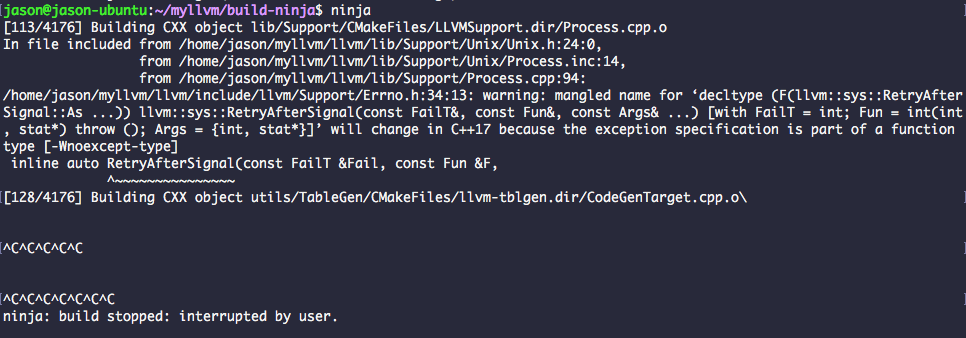 jason@jason-ubuntu:~/myllvm/build-ninja$ ninja
[113/4176] Building CXX object lib/Support/CMakeFiles/LLVMSupport.dir/Process.cpp.o
In file included from /home/jason/myllvm/llvm/lib/Support/Unix/Unix.h:24:0,
                 from /home/jason/myllvm/llvm/lib/Support/Unix/Process.inc:14,
                 from /home/jason/myllvm/llvm/lib/Support/Process.cpp:94:
/home/jason/myllvm/llvm/include/llvm/Support/Errno.h:34:13: warning: mangled name for ‘decltype (F(llvm::sys::RetryAfter
Signal::As ...)) llvm::sys::RetryAfterSignal(const FailT&, const Fun&, const Args& ...) [with FailT = int; Fun = int(int
, stat*) throw (); Args = {int, stat*}]’ will change in C++17 because the exception specification is part of a function
type [-Wnoexcept-type]
 inline auto RetryAfterSignal(const FailT &Fail, const Fun &F,
             ^~~~~~~~~~~~~~~~
[128/4176] Building CXX object utils/TableGen/CMakeFiles/llvm-tblgen.dir/CodeGenTarget.cpp.o\
^C^C^C^C^C
^C^C^C^C^C^C^C
ninja: build stopped: interrupted by user.